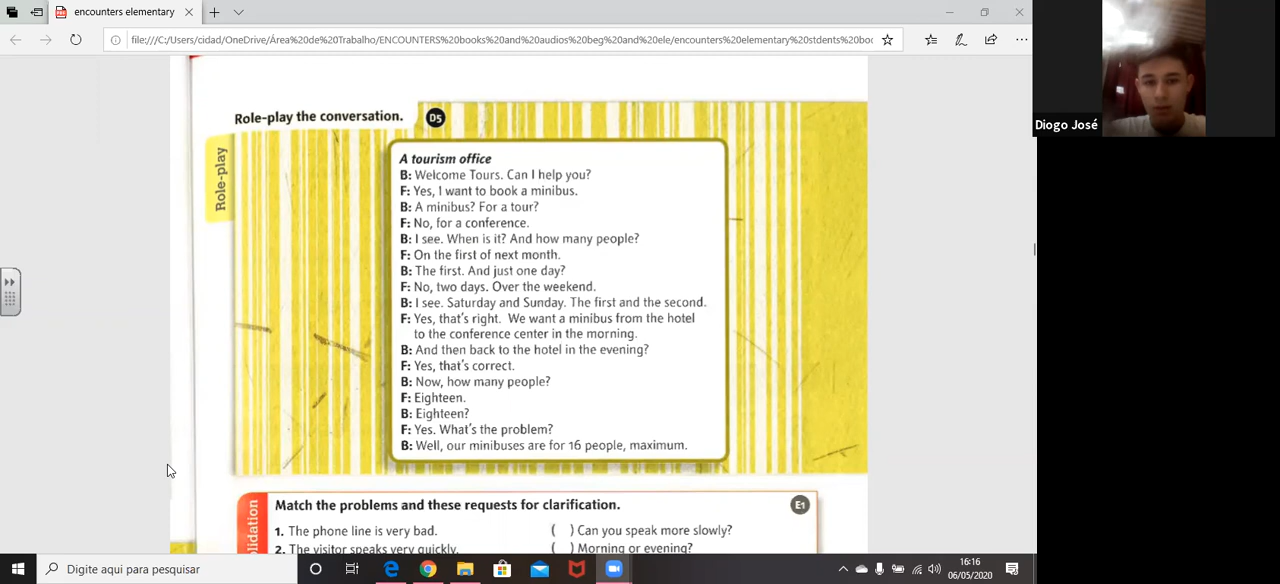 encounters elementary
file:///C:/Users/cidad/OneDrive/Área%20de%20Trabalho/ENCOUNTERS%20books%20and%20audios%20beg%20and%20ele/encounters%20elementary%20stdents%20boo
Diogo José
Role-play the conversation. D5
Role-play
A tourism office
B: Welcome Tours. Can I help you?
F: Yes, I want to book a minibus.
B: A minibus? For a tour?
F: No, for a conference.
B: I see. When is it? And how many people?
F: On the first of next month.
B: The first. And just one day?
F: No, two days. Over the weekend.
B: I see. Saturday and Sunday. The first and the second.
F: Yes, that's right. We want a minibus from the hotel
to the conference center in the morning.
B: And then back to the hotel in the evening?
F: Yes, that's correct.
B: Now, how many people?
F: Eighteen.
B: Eighteen?
F: Yes. What's the problem?
B: Well, our minibuses are for 16 people, maximum.
lidation
Match the problems and these requests for clarification. E1
1. The phone line is very bad. ( ) Can you speak more slowly?
2. The visitor speaks very quickly. ( ) Morning or evening?
Digite aqui para pesquisar
16:16
06/05/2020